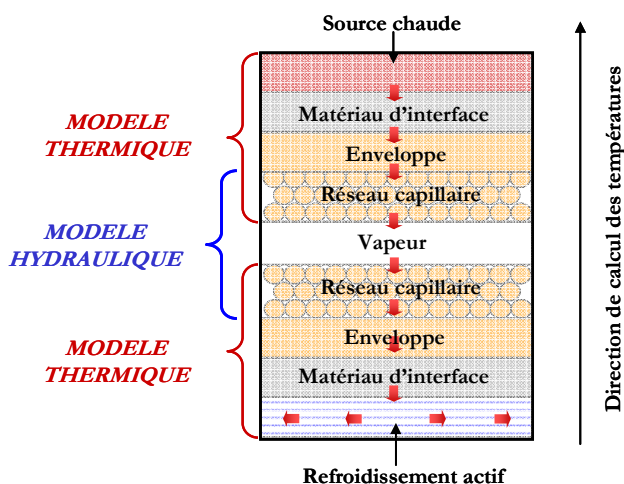 Source chaude
Matériau d'interface
Enveloppe
Réseau capillaire
Vapeur
Réseau capillaire
Enveloppe
Matériau d'interface
Refroidissement actif
MODELE
THERMIQUE
MODELE
HYDRAULIQUE
MODELE
THERMIQUE
Direction de calcul des températures